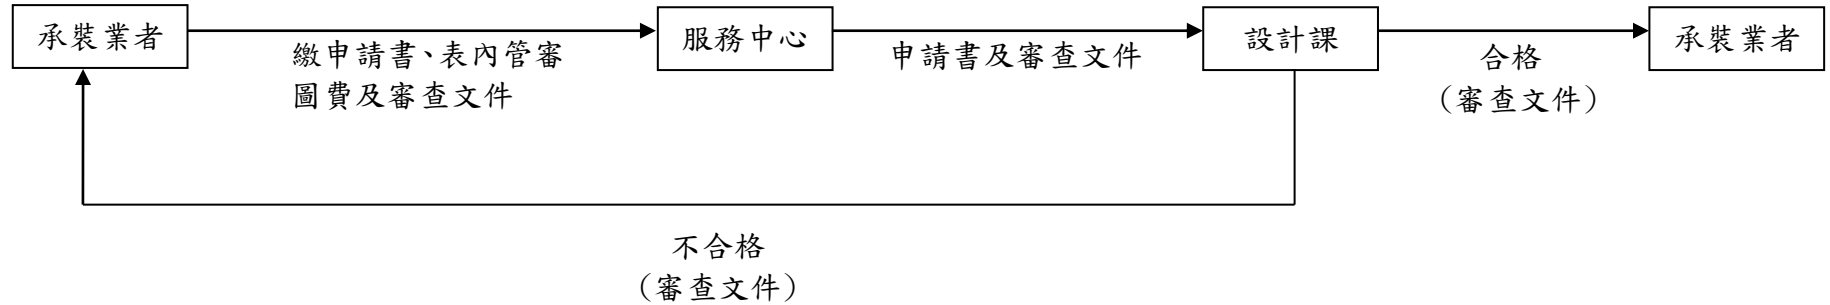 承裝業者
繳申請書、表內管審
圖費及審查文件
服務中心
申請書及審查文件
設計課
合格
（審查文件）
承裝業者
不合格
（審查文件）